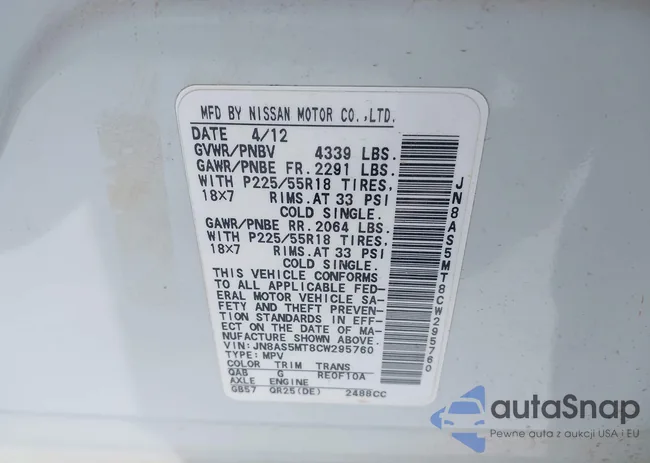 MFD BY NISSAN MOTOR CO.,LTD.
DATE 4/12
GVWR/PNBV 4339 LBS.
GAWR/PNBE FR. 2291 LBS.
WITH P225/55R18 TIRES,
18X7 RIMS.AT 33 PSI
COLD SINGLE.
GAWR/PNBE RR. 2064 LBS.
WITH P225/55R18 TIRES,
18X7 RIMS.AT 33 PSI
COLD SINGLE.
THIS VEHICLE CONFORMS
TO ALL APPLICABLE FED-
ERAL MOTOR VEHICLE SA-
FETY AND THEFT PREVEN-
TION STANDARDS IN EFF-
ECT ON THE DATE OF MA-
NUFACTURE SHOWN ABOVE.
VIN: JN8AS5MT8CW295760
TYPE: MPV
COLOR TRIM TRANS
QAB G RE0F10A
AXLE ENGINE
GB57 QR25(DE) 2488CC
JN8AS5MT8CW295760
autaSnap
Pewne auta z aukcji USA i EU